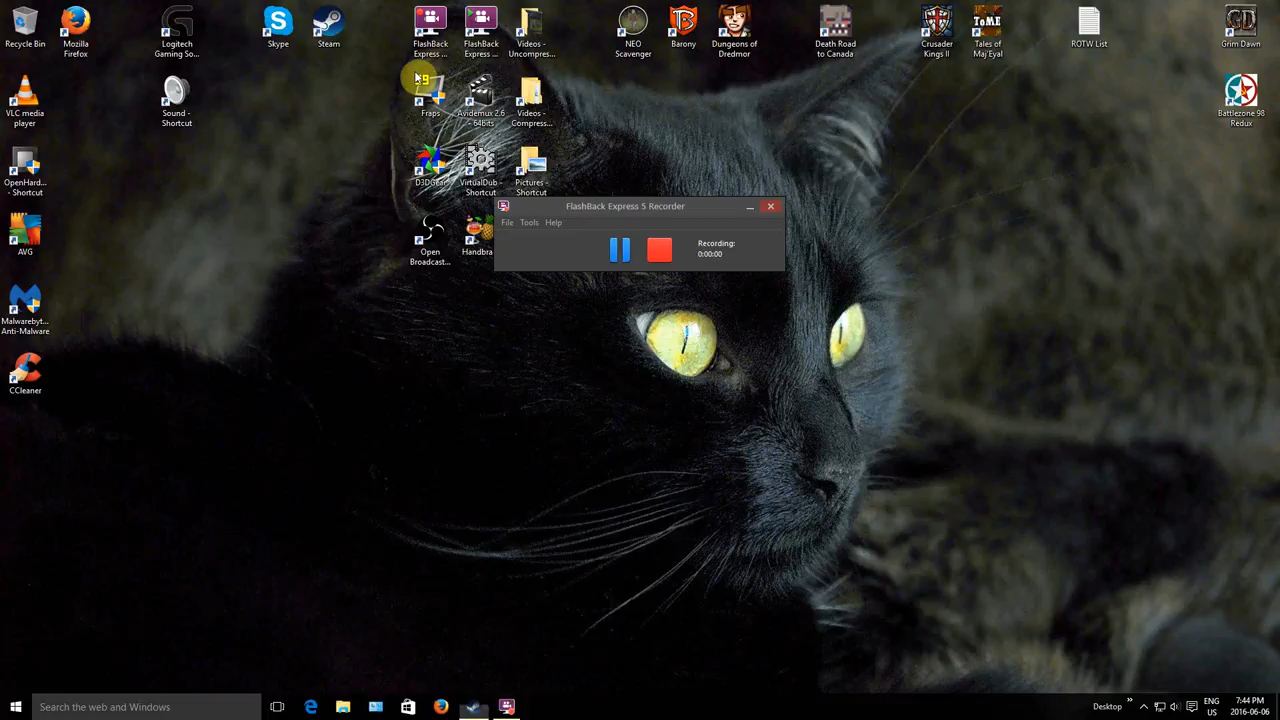 Recycle Bin
Mozilla
Firefox
Logitech
Gaming So...
Skype
Steam
FlashBack
Express ...
FlashBack
Express ...
Videos -
Uncompres...
NEO
Scavenger
Barony
Dungeons of
Dredmor
Death Road
to Canada
Crusader
Kings II
ToME
Tales of
Maj'Eyal
ROTW List
GD
Grim Dawn
VLC media
player
Sound -
Shortcut
Fraps
Avidemux 2.6
- 64Bits
Videos -
Compress...
Battlezone 98
Redux
OpenHard...
- Shortcut
D3DGear
VirtualDub -
Shortcut
Pictures -
Shortcut
FlashBack Express 5 Recorder
File Tools Help
Recording:
0:00:00
AVG
Open
Broadcast...
Handbra
Malwarebyt...
Anti-Malware
CCleaner
Search the web and Windows
Desktop
ENG
US
7:44 PM
2016-06-06